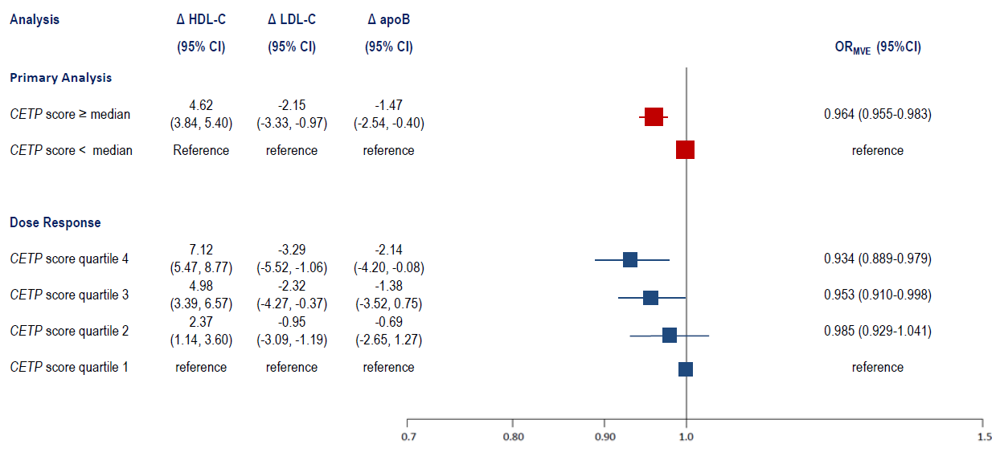 Analysis Δ HDL-C Δ LDL-C Δ apoB
(95% CI) (95% CI) (95% CI) ORMVE (95%CI)
Primary Analysis
CETP score ≥ median 4.62 -2.15 -1.47 0.964 (0.955-0.983)
(3.84, 5.40) (-3.33, -0.97) (-2.54, -0.40)
CETP score < median Reference reference reference reference
Dose Response
CETP score quartile 4 7.12 -3.29 -2.14 0.934 (0.889-0.979)
(5.47, 8.77) (-5.52, -1.06) (-4.20, -0.08)
CETP score quartile 3 4.98 -2.32 -1.38 0.953 (0.910-0.998)
(3.39, 6.57) (-4.27, -0.37) (-3.52, 0.75)
CETP score quartile 2 2.37 -0.95 -0.69 0.985 (0.929-1.041)
(1.14, 3.60) (-3.09, -1.19) (-2.65, 1.27)
CETP score quartile 1 reference reference reference reference
0.7 0.80 0.90 1.0 1.5